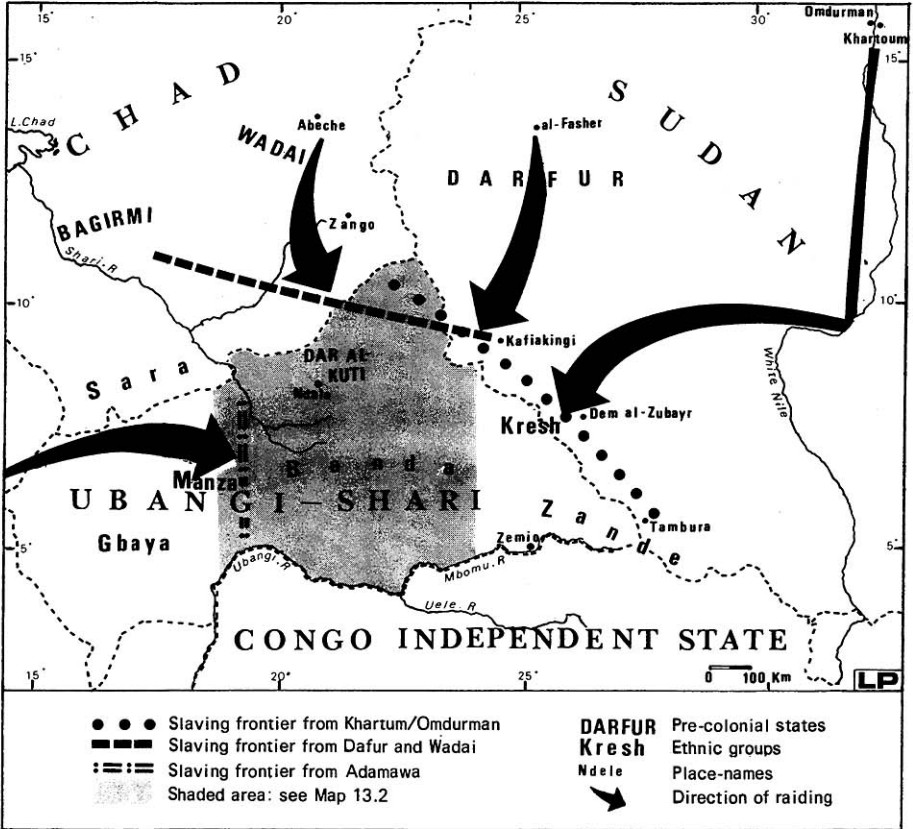 15°
20°
25°
30°
Omdurman
Khartoum
15°
15°
CHAD
SUDAN
L.Chad
Abeche
al-Fasher
WADAI
DARFUR
BAGIRMI
Zango
Shari.R
10°
10°
Kafiakingi
White Nile
DAR AL-
KUTI
Ndele
Sara
Dem al-Zubayr
Kresh
Banda
Manza
UBANGI-SHARI
Zande
Gbaya
Tambura
Zemio
5°
5°
Ubangi.R
Mbomu.R
Uele.R
CONGO INDEPENDENT STATE
0 100 Km
15°
20°
25°
30°
LP
Slaving frontier from Khartum/Omdurman
Slaving frontier from Dafur and Wadai
Slaving frontier from Adamawa
Shaded area: see Map 13.2
DARFUR Pre-colonial states
Kresh Ethnic groups
Ndele Place-names
Direction of raiding